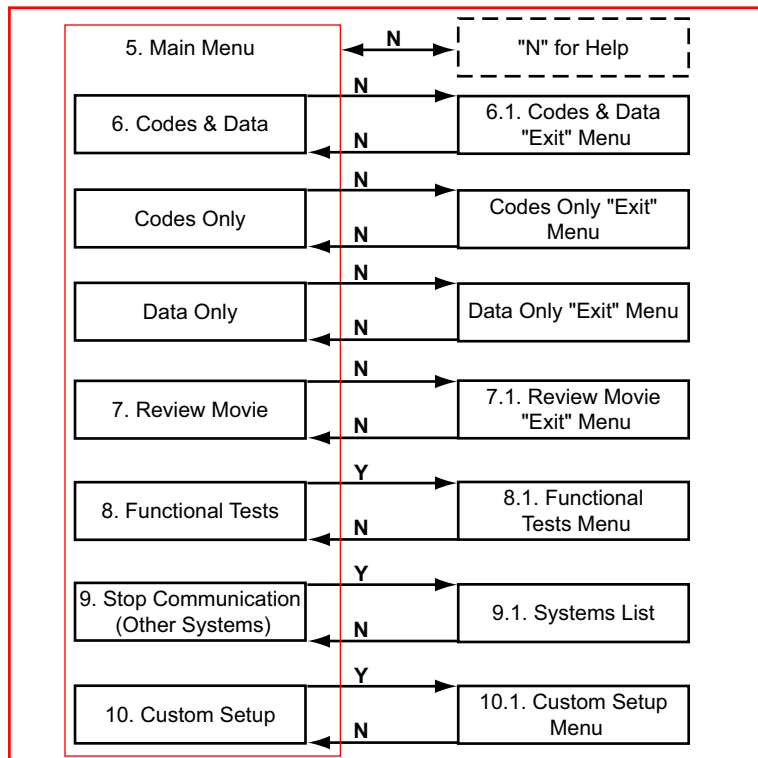 5. Main Menu
N
"N" for Help
6. Codes & Data
N
N
6.1. Codes & Data
"Exit" Menu
Codes Only
N
N
Codes Only "Exit"
Menu
Data Only
N
N
Data Only "Exit" Menu
7. Review Movie
N
N
7.1. Review Movie
"Exit" Menu
8. Functional Tests
Y
N
8.1. Functional
Tests Menu
9. Stop Communication
(Other Systems)
Y
N
9.1. Systems List
10. Custom Setup
Y
N
10.1. Custom Setup
Menu